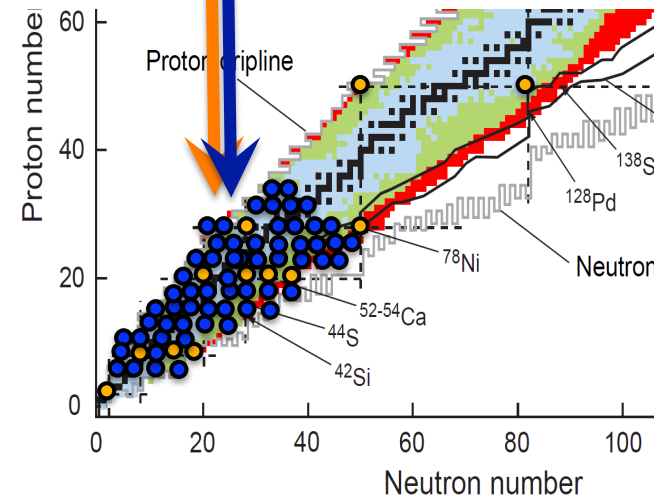 Proton number
60
40
20
0
Proton dripline
138S
128Pd
78Ni
Neutron
52-54Ca
44S
42Si
0 20 40 60 80 100
Neutron number